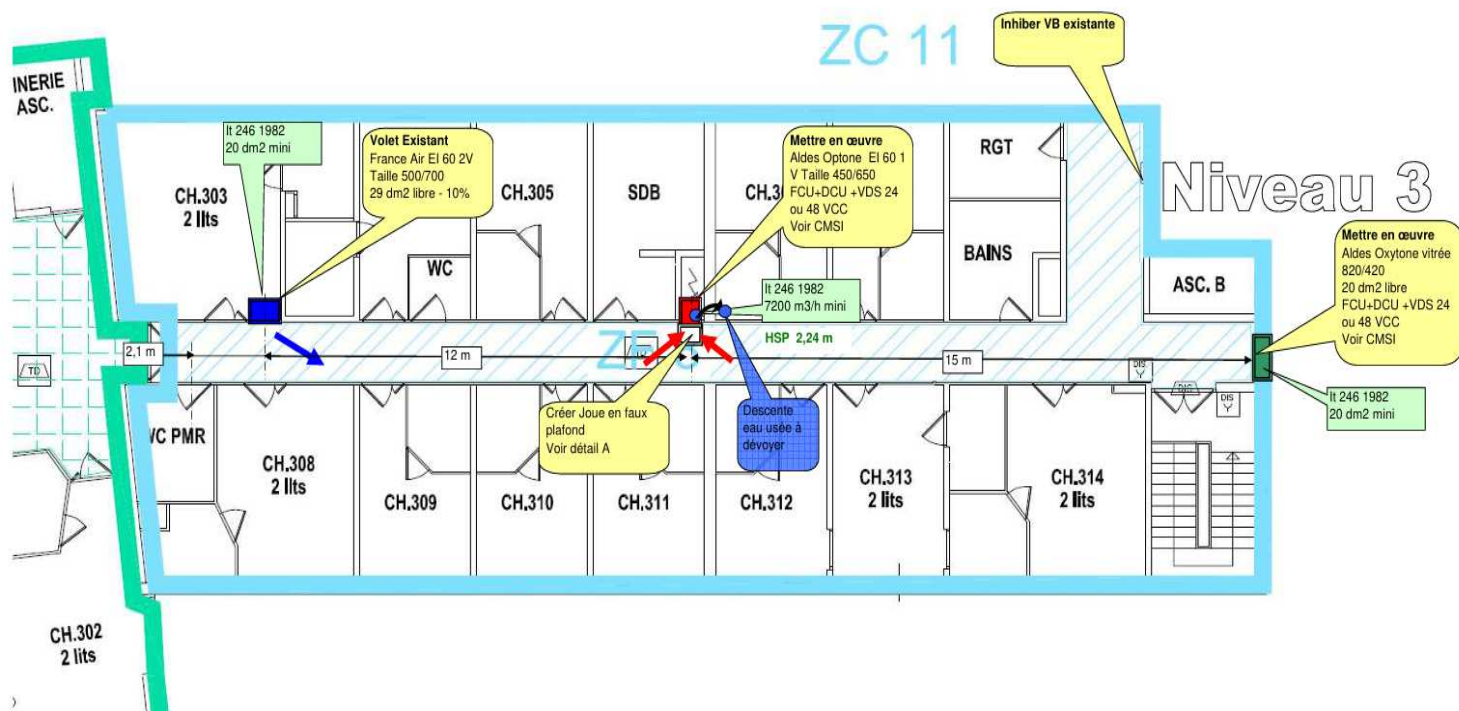 ZC 11
Inhiber VB existante
INERIE
ASC.
It 246 1982
20 dm2 mini
Volet Existant
France Air EI 60 2V
Taille 500/700
29 dm2 libre - 10%
Mettre en œuvre
Aldes Optone EI 60 1
V Taille 450/650
FCU+DCU +VDS 24
ou 48 VCC
Voir CMSI
RGT
Niveau 3
CH.303
2 lits
CH.305
SDB
WC
BAINS
Mettre en œuvre
Aldes Oxytone vitrée
820/420
20 dm2 libre
FCU+DCU +VDS 24
ou 48 VCC
Voir CMSI
ASC. B
It 246 1982
7200 m3/h mini
HSP 2,24 m
2,1 m
12 m
15 m
TD
DIS
DIS
It 246 1982
20 dm2 mini
Créer Joue en faux
plafond
Voir détail A
Descente
eau usée à
dévoyer
WC PMR
CH.308
2 lits
CH.309
CH.310
CH.311
CH.312
CH.313
2 lits
CH.314
2 lits
CH.302
2 lits